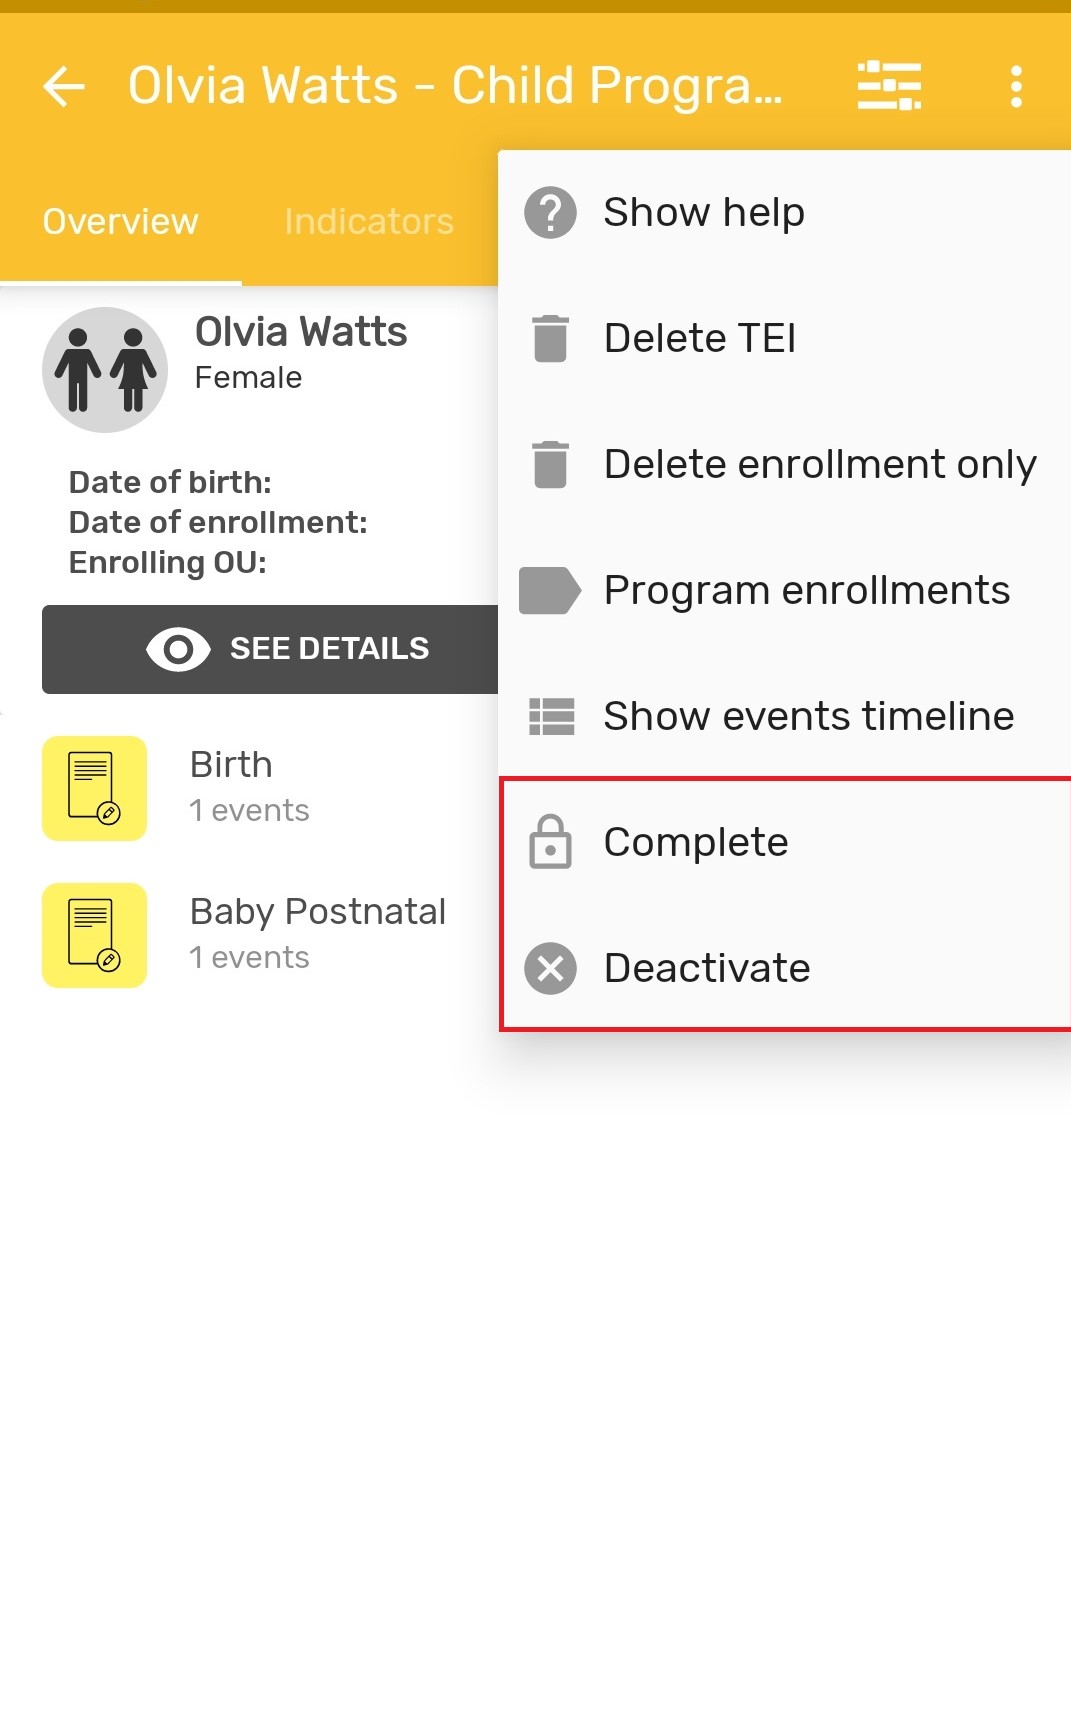 Olvia Watts - Child Progra...
Overview
Indicators
Olvia Watts
Female
Date of birth:
Date of enrollment:
Enrolling OU:
SEE DETAILS
Birth
1 events
Baby Postnatal
1 events
Show help
Delete TEI
Delete enrollment only
Program enrollments
Show events timeline
Complete
Deactivate